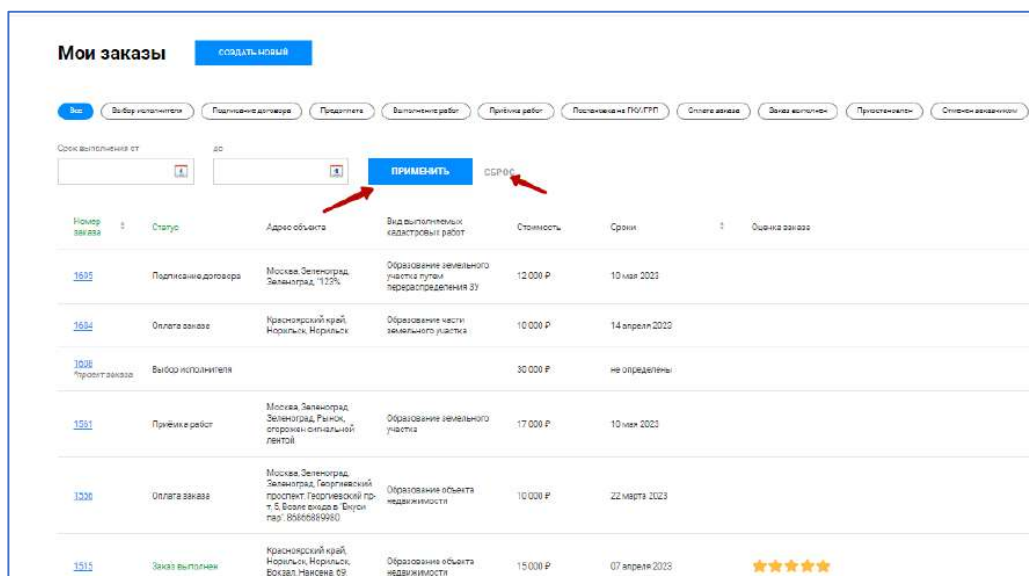 Мои заказы СОЗДАТЬ НОВЫЙ
Все Выбор исполнителя Подписание договора Предоплата Выполнение работ Приёмка работ Постановка на ГКУ/ГРП Оплата заказа Заказ выполнен Приостановлен Отменен заказчиком
Срок выполнения от до
ПРИМЕНИТЬ СБРОС
Номер заказа Статус Адрес объекта Вид выполняемых кадастровых работ Стоимость Сроки Оценка заказа
Подписание договора
Москва, Зеленоград,
Зеленоград, "123%
Образование земельного
участка путем
перераспределения ЗУ
12 000 ₽
10 мая 2023
Оплата заказа
Красноярский край,
Норильск, Норильск
Образование части
земельного участка
10 000 ₽
14 апреля 2023
*проект заказа
Выбор исполнителя
30 000 ₽
не определены
1561
Приёмка работ
Москва, Зеленоград,
Зеленоград, Рынок,
огорожен сигнальной
лентой
Образование земельного
участка
17 000 ₽
10 мая 2023
Оплата заказа
Москва, Зеленоград,
Зеленоград, Георгиевский
проспект, Георгиевский пр-
т, 5, Возле входа в "Вкуси
пар", 85866889980
Образование объекта
недвижимости
10 000 ₽
22 марта 2023
1515
Заказ выполнен
Красноярский край,
Норильск, Норильск,
Вокзал, Нансена, 69,
Образование объекта
недвижимости
15 000 ₽
07 апреля 2023